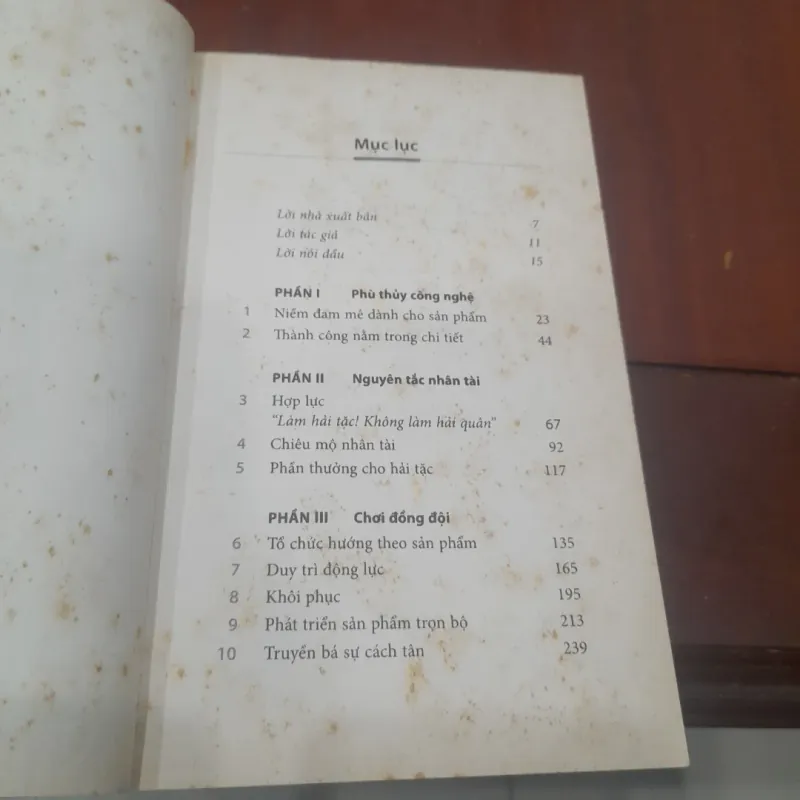 Mục lục
Lời nhà xuất bản 7
Lời tác giả 11
Lời nói đầu 15
PHẦN I Phù thủy công nghệ
1 Niềm đam mê dành cho sản phẩm 23
2 Thành công nằm trong chi tiết 44
PHẦN II Nguyên tắc nhân tài
3 Hợp lực
"Làm hải tặc! Không làm hải quân" 67
4 Chiêu mộ nhân tài 92
5 Phần thưởng cho hải tặc 117
PHẦN III Chơi đồng đội
6 Tổ chức hướng theo sản phẩm 135
7 Duy trì động lực 165
8 Khôi phục 195
9 Phát triển sản phẩm trọn bộ 213
10 Truyền bá sự cách tân 239